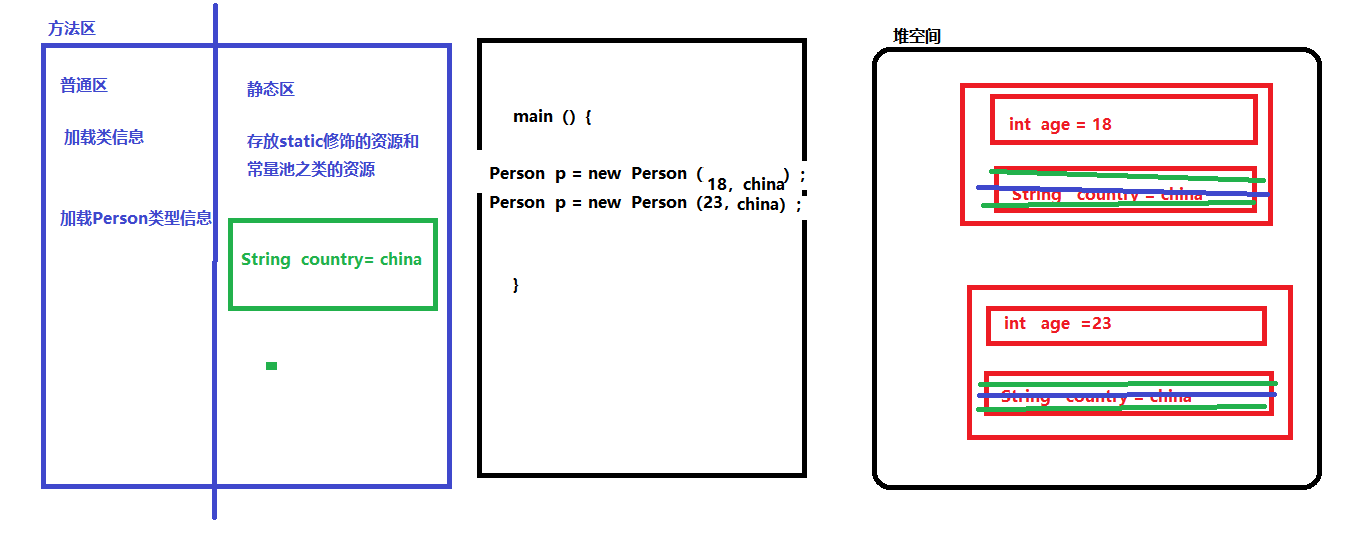 方法区
普通区
加载类信息
加载Person类型信息
静态区
存放static修饰的资源和
常量池之类的资源
String country= china
main () {
Person p = new Person (18, china) ;
Person p = new Person (23, china) ;
}
堆空间
int age = 18
String country = china
int age =23
String country = china